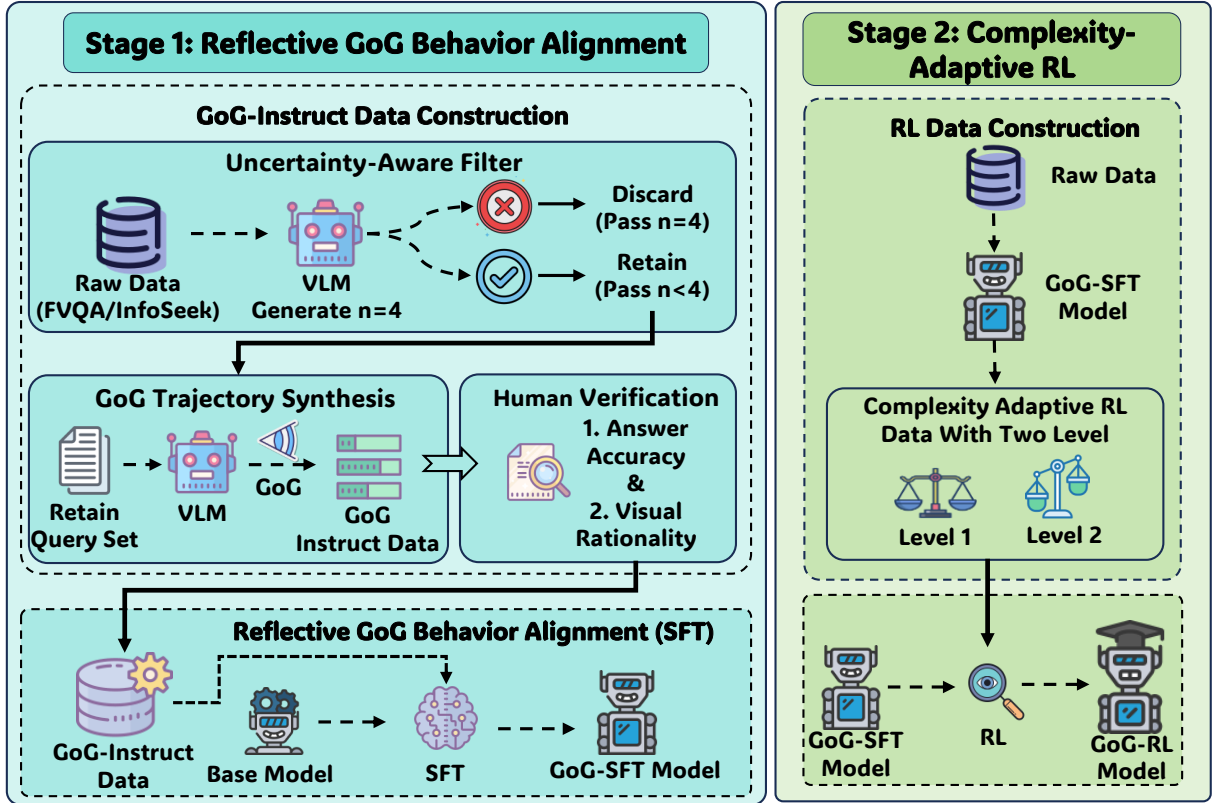 Stage 1: Reflective GoG Behavior Alignment
GoG-Instruct Data Construction
Uncertainty-Aware Filter
Raw Data
(FVQA/InfoSeek)
VLM
Generate n=4
Discard
(Pass n=4)
Retain
(Pass n<4)
GoG Trajectory Synthesis
Retain
Query Set
VLM
GoG
GoG
Instruct Data
Human Verification
1. Answer
Accuracy
&
2. Visual
Rationality
Reflective GoG Behavior Alignment (SFT)
GoG-Instruct
Data
Base Model
SFT
GoG-SFT Model
Stage 2: Complexity-
Adaptive RL
RL Data Construction
Raw Data
GoG-SFT
Model
Complexity Adaptive RL
Data With Two Level
Level 1
Level 2
GoG-SFT
Model
RL
GoG-RL
Model